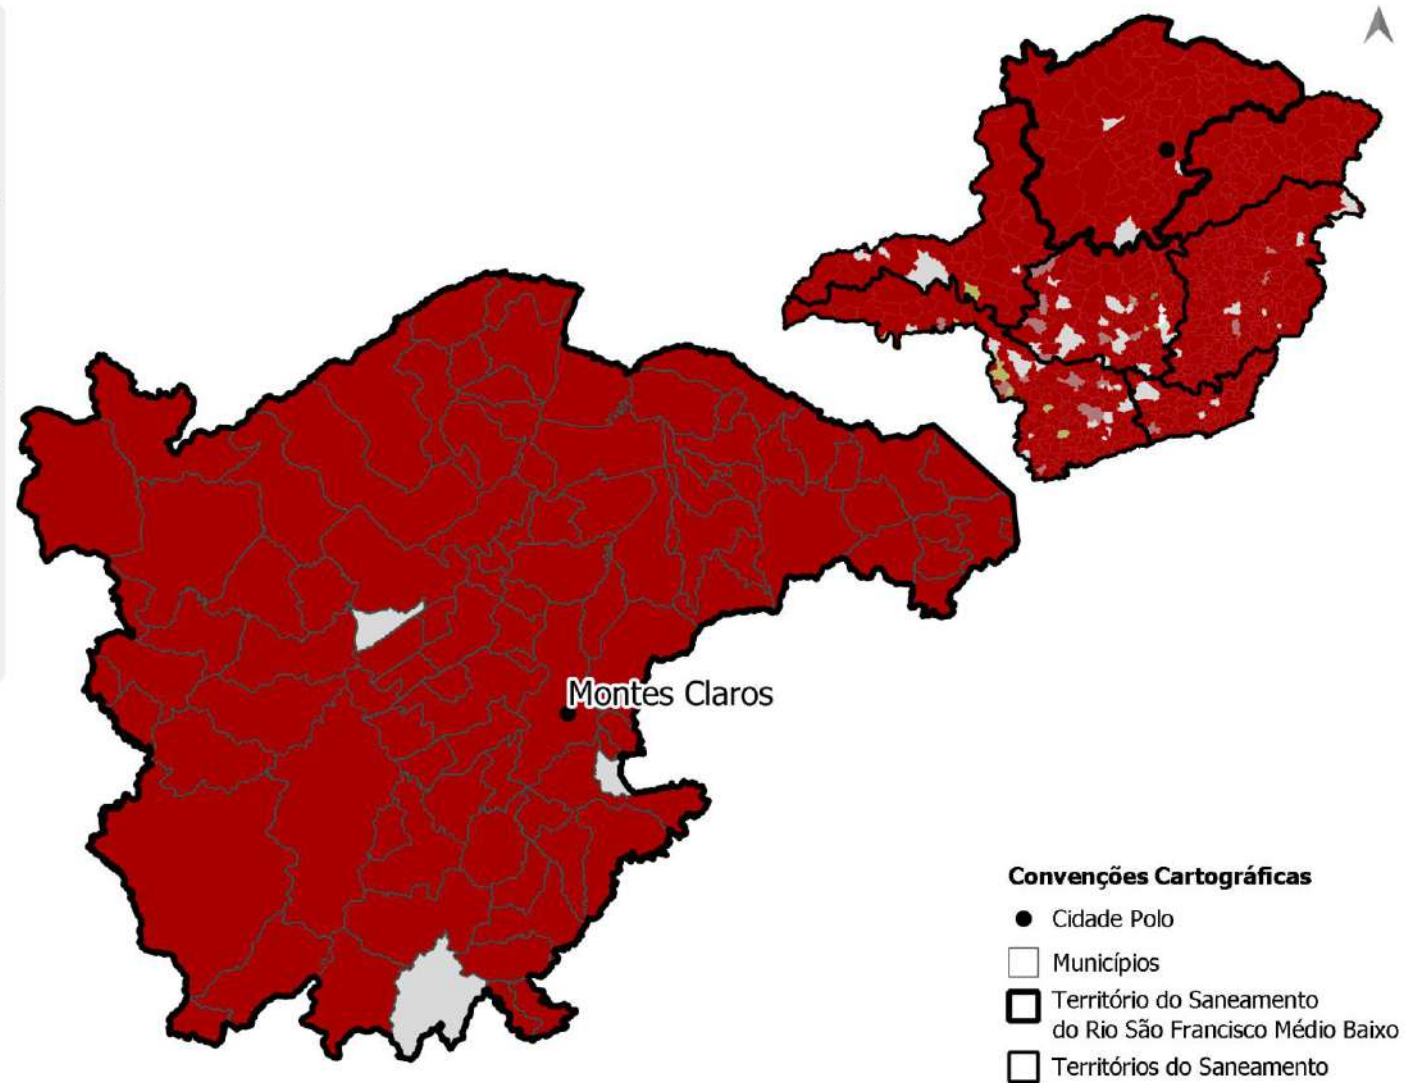 Montes Claros
Convenções Cartográficas
Cidade Polo
Municípios
Território do Saneamento
do Rio São Francisco Médio Baixo
Territórios do Saneamento